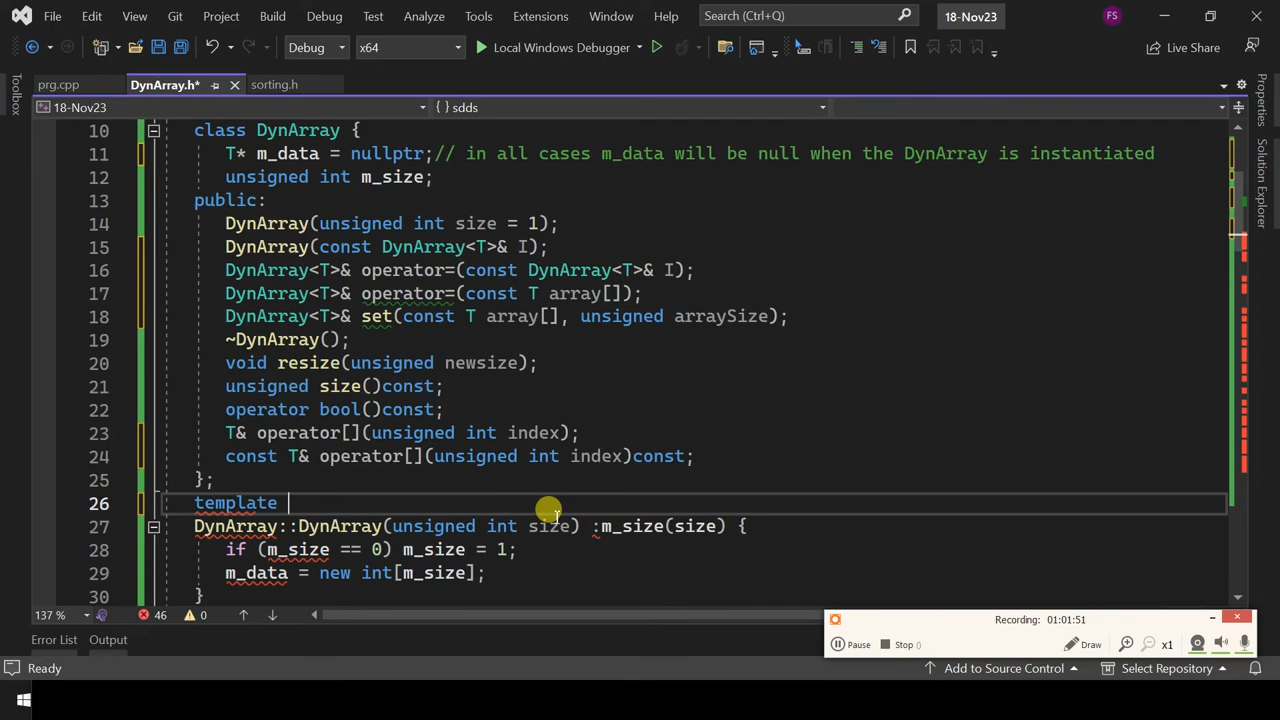 File Edit View Git Project Build Debug Test Analyze Tools Extensions Window Help Search (Ctrl+Q) 18-Nov23 FS
Debug x64 Local Windows Debugger Live Share
prg.cpp DynArray.h* sorting.h
18-Nov23 { } sdds
Toolbox
Properties
Solution Explorer
10 class DynArray {
11 T* m_data = nullptr;// in all cases m_data will be null when the DynArray is instantiated
12 unsigned int m_size;
13 public:
14 DynArray(unsigned int size = 1);
15 DynArray(const DynArray<T>& I);
16 DynArray<T>& operator=(const DynArray<T>& I);
17 DynArray<T>& operator=(const T array[]);
18 DynArray<T>& set(const T array[], unsigned arraySize);
19 ~DynArray();
20 void resize(unsigned newsize);
21 unsigned size()const;
22 operator bool()const;
23 T& operator[](unsigned int index);
24 const T& operator[](unsigned int index)const;
25 };
26 template
27 DynArray::DynArray(unsigned int size) :m_size(size) {
28 if (m_size == 0) m_size = 1;
29 m_data = new int[m_size];
30 }
137 % 46 0
Recording: 01:01:51
Pause Stop () Draw x1
Error List Output
Ready Add to Source Control Select Repository